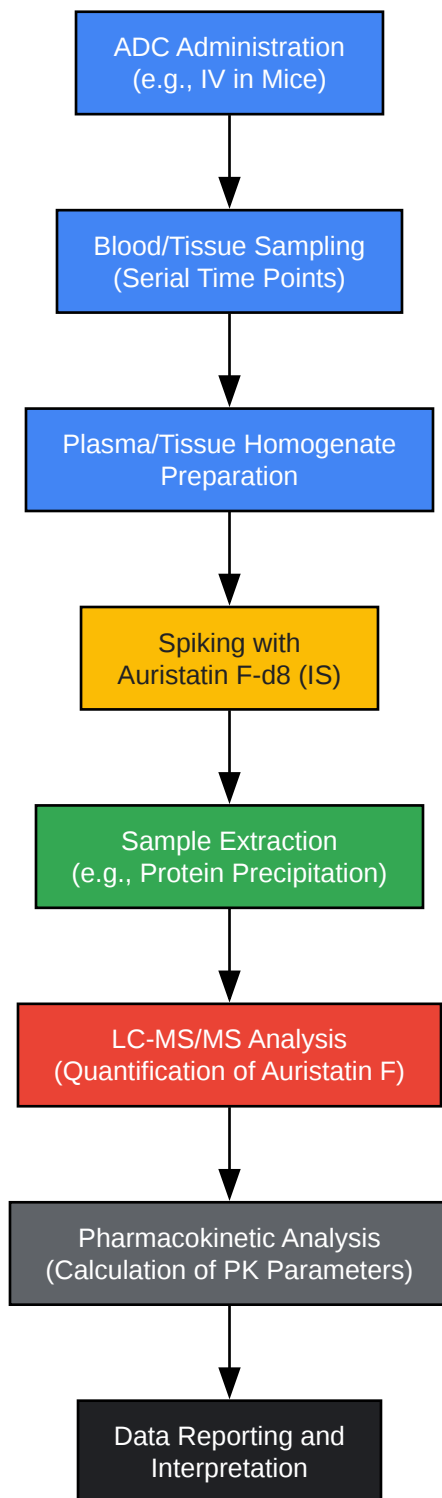 ADC Administration
(e.g., IV in Mice)
Blood/Tissue Sampling
(Serial Time Points)
Plasma/Tissue Homogenate
Preparation
Spiking with
Auristatin F-d8 (IS)
Sample Extraction
(e.g., Protein Precipitation)
LC-MS/MS Analysis
(Quantification of Auristatin F)
Pharmacokinetic Analysis
(Calculation of PK Parameters)
Data Reporting and
Interpretation